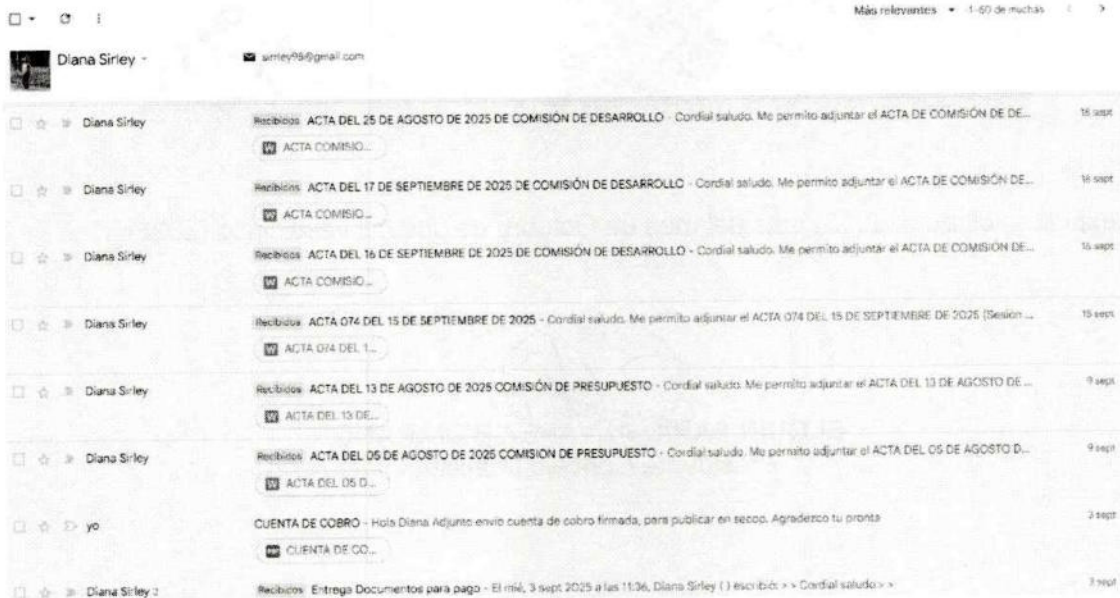 Más relevantes 1-50 de muchas
Diana Sirley sirrley98@gmail.com
Diana Sirley Recibidos ACTA DEL 25 DE AGOSTO DE 2025 DE COMISIÓN DE DESARROLLO - Cordial saludo. Me permito adjuntar el ACTA DE COMISIÓN DE DE... 18 sept
ACTA COMISIO...
Diana Sirley Recibidos ACTA DEL 17 DE SEPTIEMBRE DE 2025 DE COMISIÓN DE DESARROLLO - Cordial saludo. Me permito adjuntar el ACTA DE COMISIÓN DE... 18 sept
ACTA COMISIO...
Diana Sirley Recibidos ACTA DEL 16 DE SEPTIEMBRE DE 2025 DE COMISIÓN DE DESARROLLO - Cordial saludo. Me permito adjuntar el ACTA DE COMISIÓN DE... sept
ACTA COMISIO...
Diana Sirley Recibidos ACTA 074 DEL 15 DE SEPTIEMBRE DE 2025 - Cordial saludo. Me permito adjuntar el ACTA 074 DEL 15 DE SEPTIEMBRE DE 2025 (Sesion ... 15 sept
ACTA 074 DEL 1...
Diana Sirley Recibidos ACTA DEL 13 DE AGOSTO DE 2025 COMISIÓN DE PRESUPUESTO - Cordial saludo. Me permito adjuntar el ACTA DEL 13 DE AGOSTO DE ... 9 sept
ACTA DEL 13 DE...
Diana Sirley Recibidos ACTA DEL 05 DE AGOSTO DE 2025 COMISION DE PRESUPUESTO - Cordial saludo. Me permito adjuntar el ACTA DEL 05 DE AGOSTO D... 9 sept
ACTA DEL 05 D...
yo CUENTA DE COBRO - Hola Diana Adjunto envio cuenta de cobro firmada, para publicar en secop. Agradezco tu pronta 3 sept
CUENTA DE CO...
Diana Sirley 2 Recibidos Entrega Documentos para pago - El mié, 3 sept 2025 a las 11:36, Diana Sirley ( ) escribió: > > Cordial saludo > > 3 sept